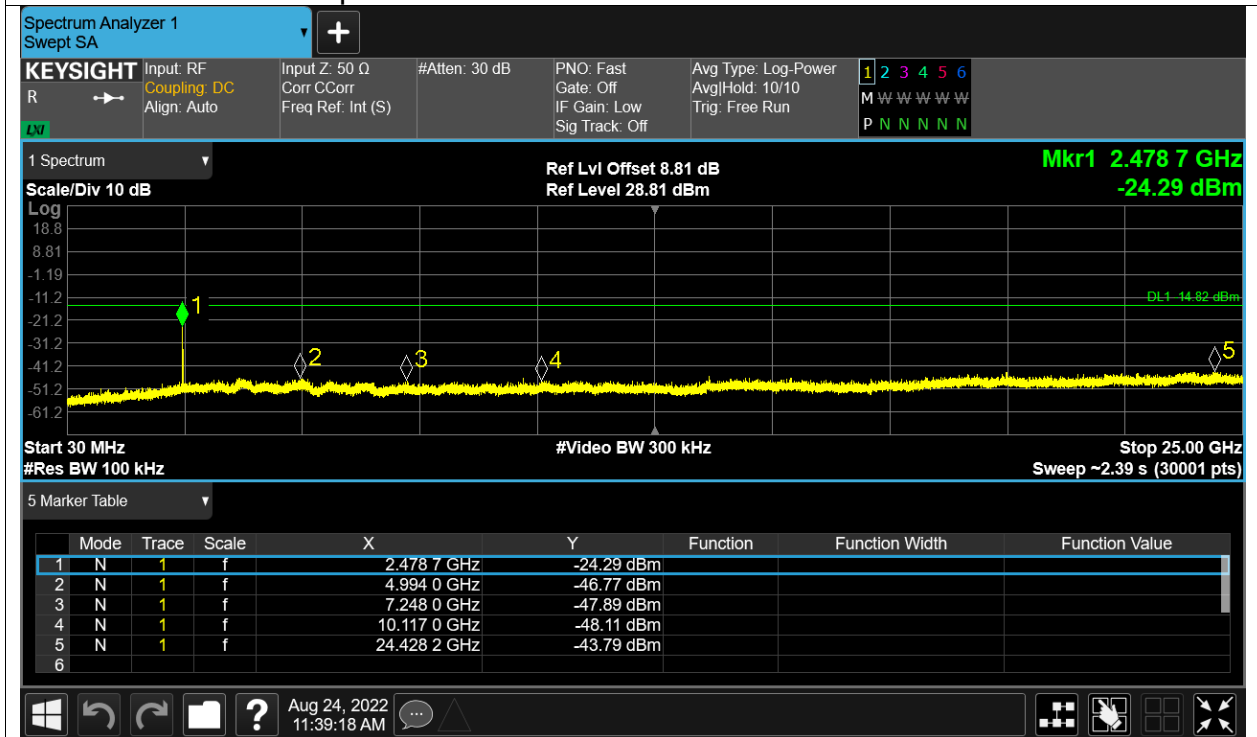 Spectrum Analyzer 1
Swept SA
+
KEYSIGHT
R
LXI
Input: RF
Coupling: DC
Align: Auto
Input Z: 50 Ω
Corr CCorr
Freq Ref: Int (S)
#Atten: 30 dB
PNO: Fast
Gate: Off
IF Gain: Low
Sig Track: Off
Avg Type: Log-Power
Avg|Hold: 10/10
Trig: Free Run
1 2 3 4 5 6
M W W W W W
P N N N N N
1 Spectrum
Scale/Div 10 dB
Ref Lvl Offset 8.81 dB
Ref Level 28.81 dBm
Mkr1 2.478 7 GHz
-24.29 dBm
Log
18.8
8.81
-1.19
-11.2
-21.2
-31.2
-41.2
-51.2
-61.2
DL1 -14.82 dBm
1
2
3
4
5
Start 30 MHz
#Res BW 100 kHz
#Video BW 300 kHz
Stop 25.00 GHz
Sweep ~2.39 s (30001 pts)
5 Marker Table
Mode Trace Scale X Y Function Function Width Function Value
1 N 1 f 2.478 7 GHz -24.29 dBm
2 N 1 f 4.994 0 GHz -46.77 dBm
3 N 1 f 7.248 0 GHz -47.89 dBm
4 N 1 f 10.117 0 GHz -48.11 dBm
5 N 1 f 24.428 2 GHz -43.79 dBm
6
?
Aug 24, 2022
11:39:18 AM